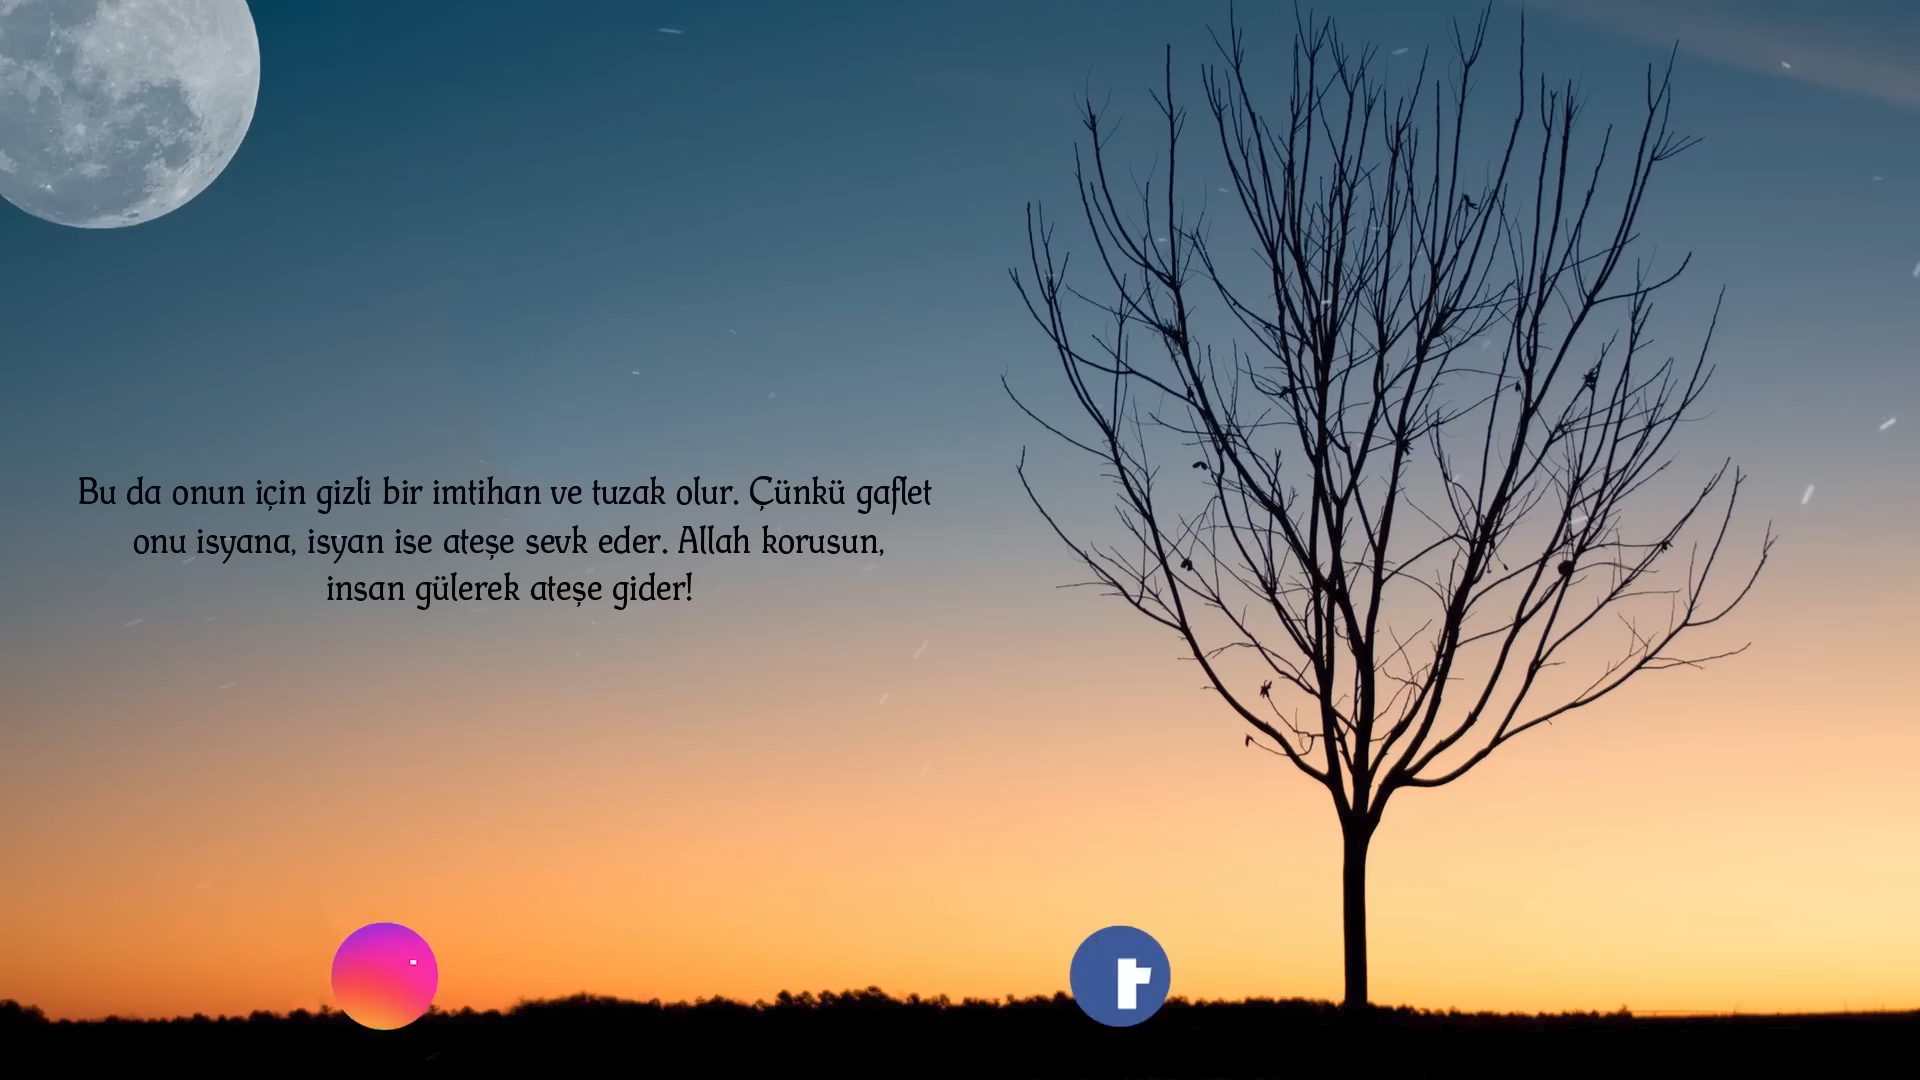 Bu da onun için gizli bir imtihan ve tuzak olur. Çünkü gaflet
onu isyana, isyan ise ateşe sevk eder. Allah korusun,
insan gülerek ateşe gider!